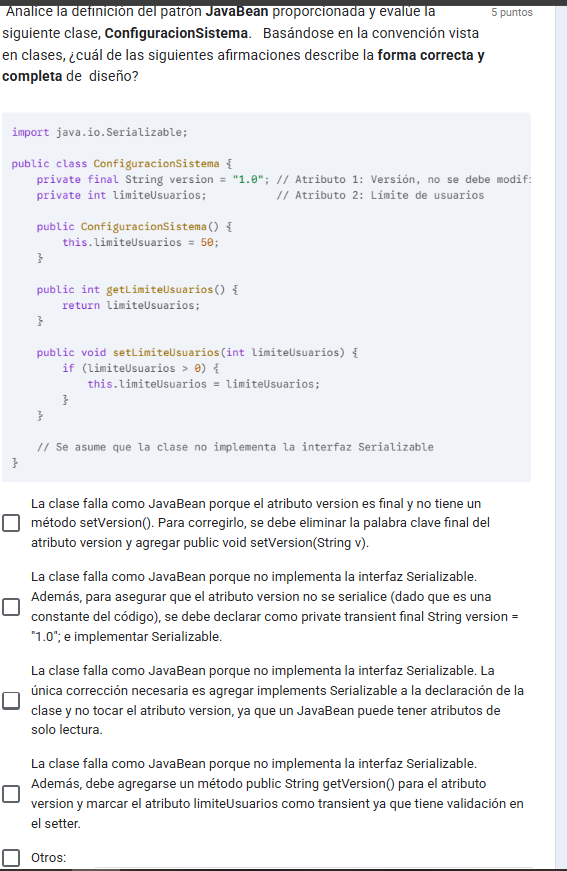 Analice la definición del patrón JavaBean proporcionada y evalúe la
5 puntos
siguiente clase, ConfiguracionSistema. Basándose en la convención vista
en clases, ¿cuál de las siguientes afirmaciones describe la forma correcta y
completa de diseño?
import java.io.Serializable;
public class ConfiguracionSistema {
private final String version = "1.0"; // Atributo 1: Versión, no se debe modifi
private int limiteUsuarios; // Atributo 2: Límite de usuarios
public ConfiguracionSistema() {
this.limiteUsuarios = 50;
}
public int getLimiteUsuarios() {
return limiteUsuarios;
}
public void setLimiteUsuarios(int limiteUsuarios) {
if (limiteUsuarios > 0) {
this.limiteUsuarios = limiteUsuarios;
}
}
// Se asume que la clase no implementa la interfaz Serializable
}
La clase falla como JavaBean porque el atributo version es final y no tiene un
método setVersion(). Para corregirlo, se debe eliminar la palabra clave final del
atributo version y agregar public void setVersion(String v).
La clase falla como JavaBean porque no implementa la interfaz Serializable.
Además, para asegurar que el atributo version no se serialice (dado que es una
constante del código), se debe declarar como private transient final String version =
"1.0"; e implementar Serializable.
La clase falla como JavaBean porque no implementa la interfaz Serializable. La
única corrección necesaria es agregar implements Serializable a la declaración de la
clase y no tocar el atributo version, ya que un JavaBean puede tener atributos de
solo lectura.
La clase falla como JavaBean porque no implementa la interfaz Serializable.
Además, debe agregarse un método public String getVersion() para el atributo
version y marcar el atributo limiteUsuarios como transient ya que tiene validación en
el setter.
Otros: